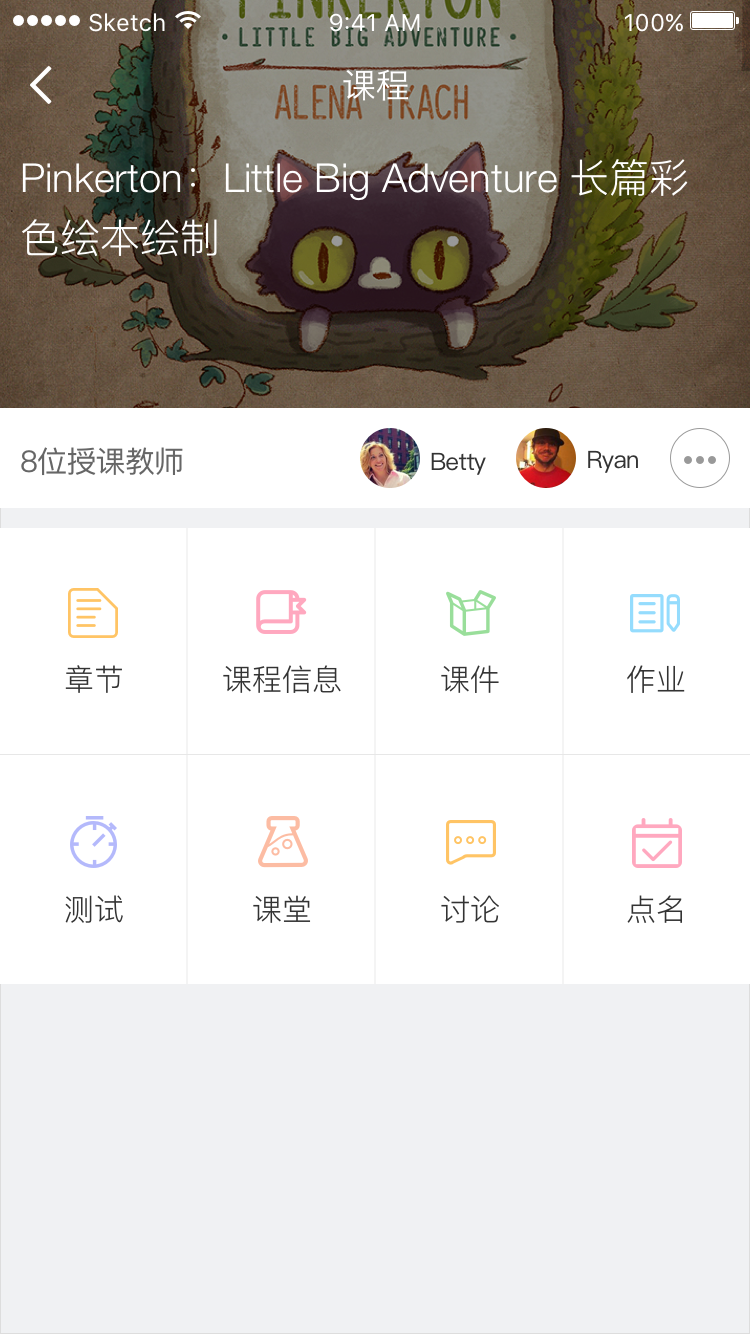 Sketch 9:41 AM 100%
PINKERTON
• LITTLE BIG ADVENTURE •
课程
ALENA TKACH
Pinkerton：Little Big Adventure 长篇彩
色绘本绘制
8位授课教师 Betty Ryan
章节 课程信息 课件 作业
测试 课堂 讨论 点名